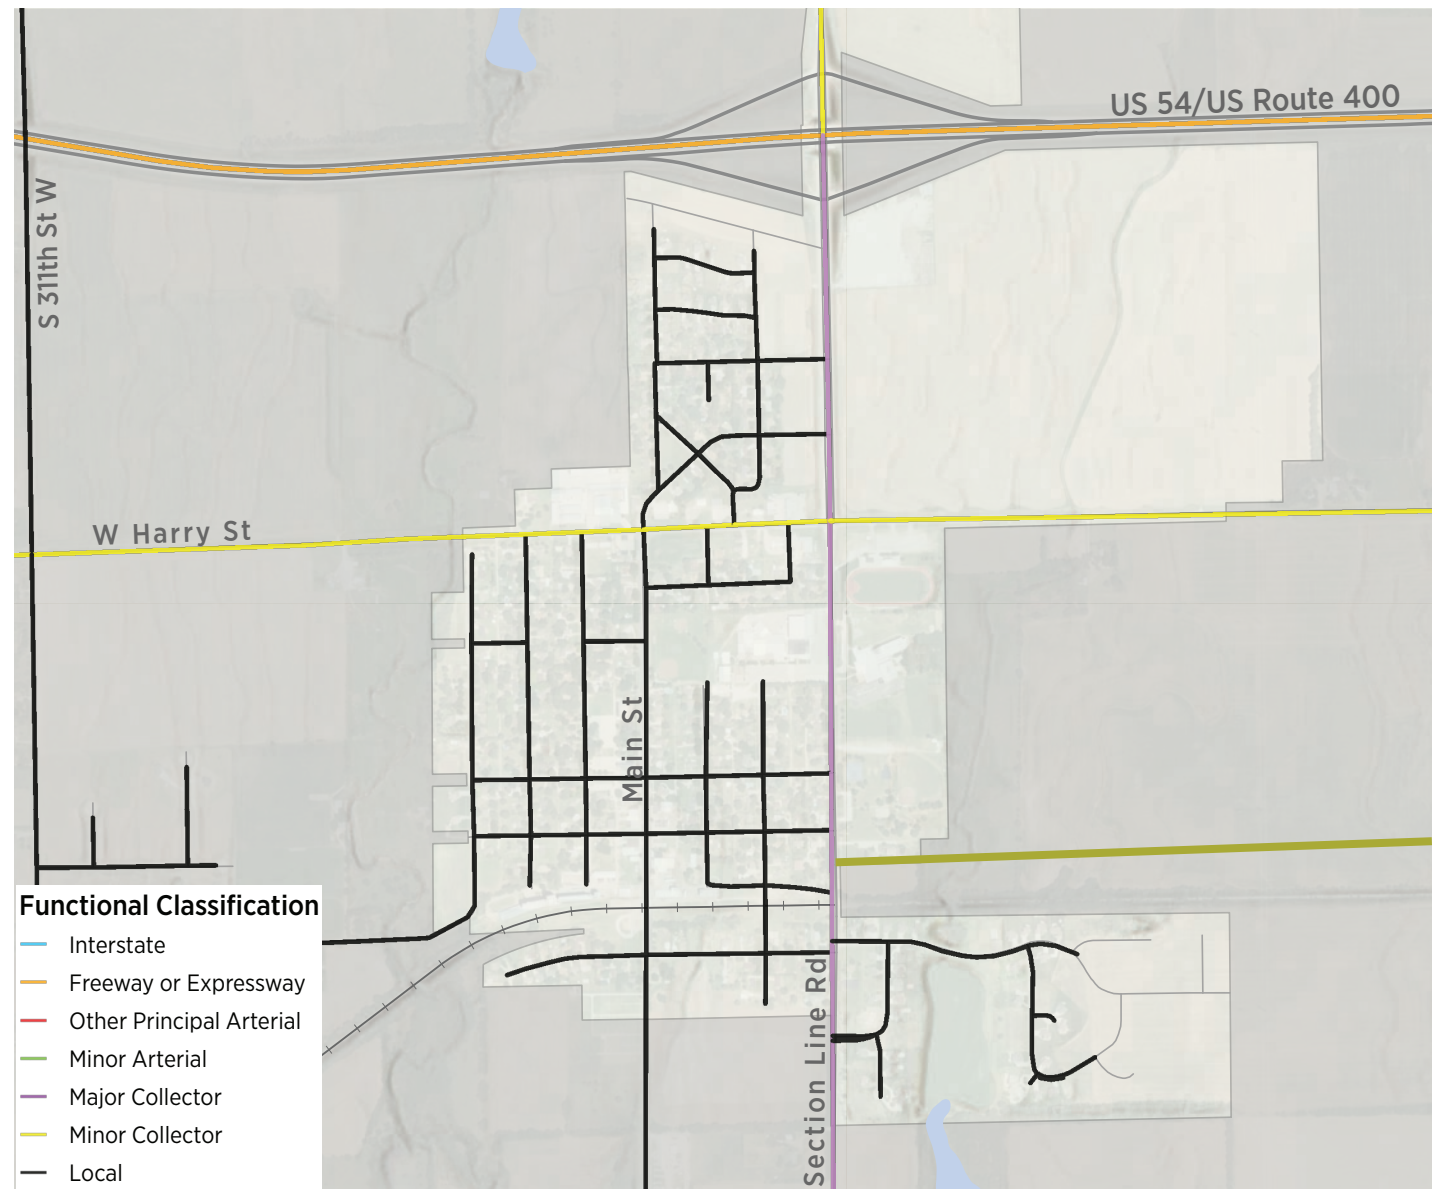 US 54/US Route 400
S 311th St W
W Harry St
Main St
Section Line Rd
Functional Classification
Interstate
Freeway or Expressway
Other Principal Arterial
Minor Arterial
Major Collector
Minor Collector
Local